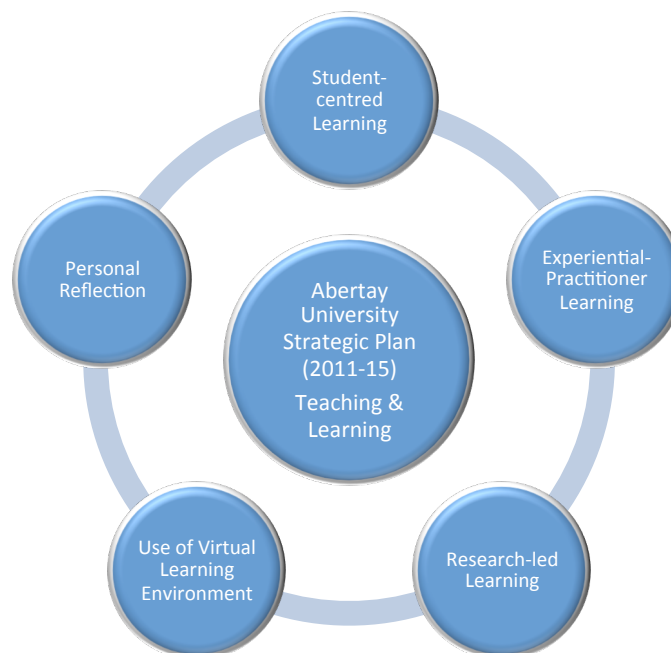 Student-
centred
Learning
Experiential-
Practitioner
Learning
Research-led
Learning
Use of Virtual
Learning
Environment
Personal
Reflection
Abertay
University
Strategic Plan
(2011-15)
Teaching &
Learning